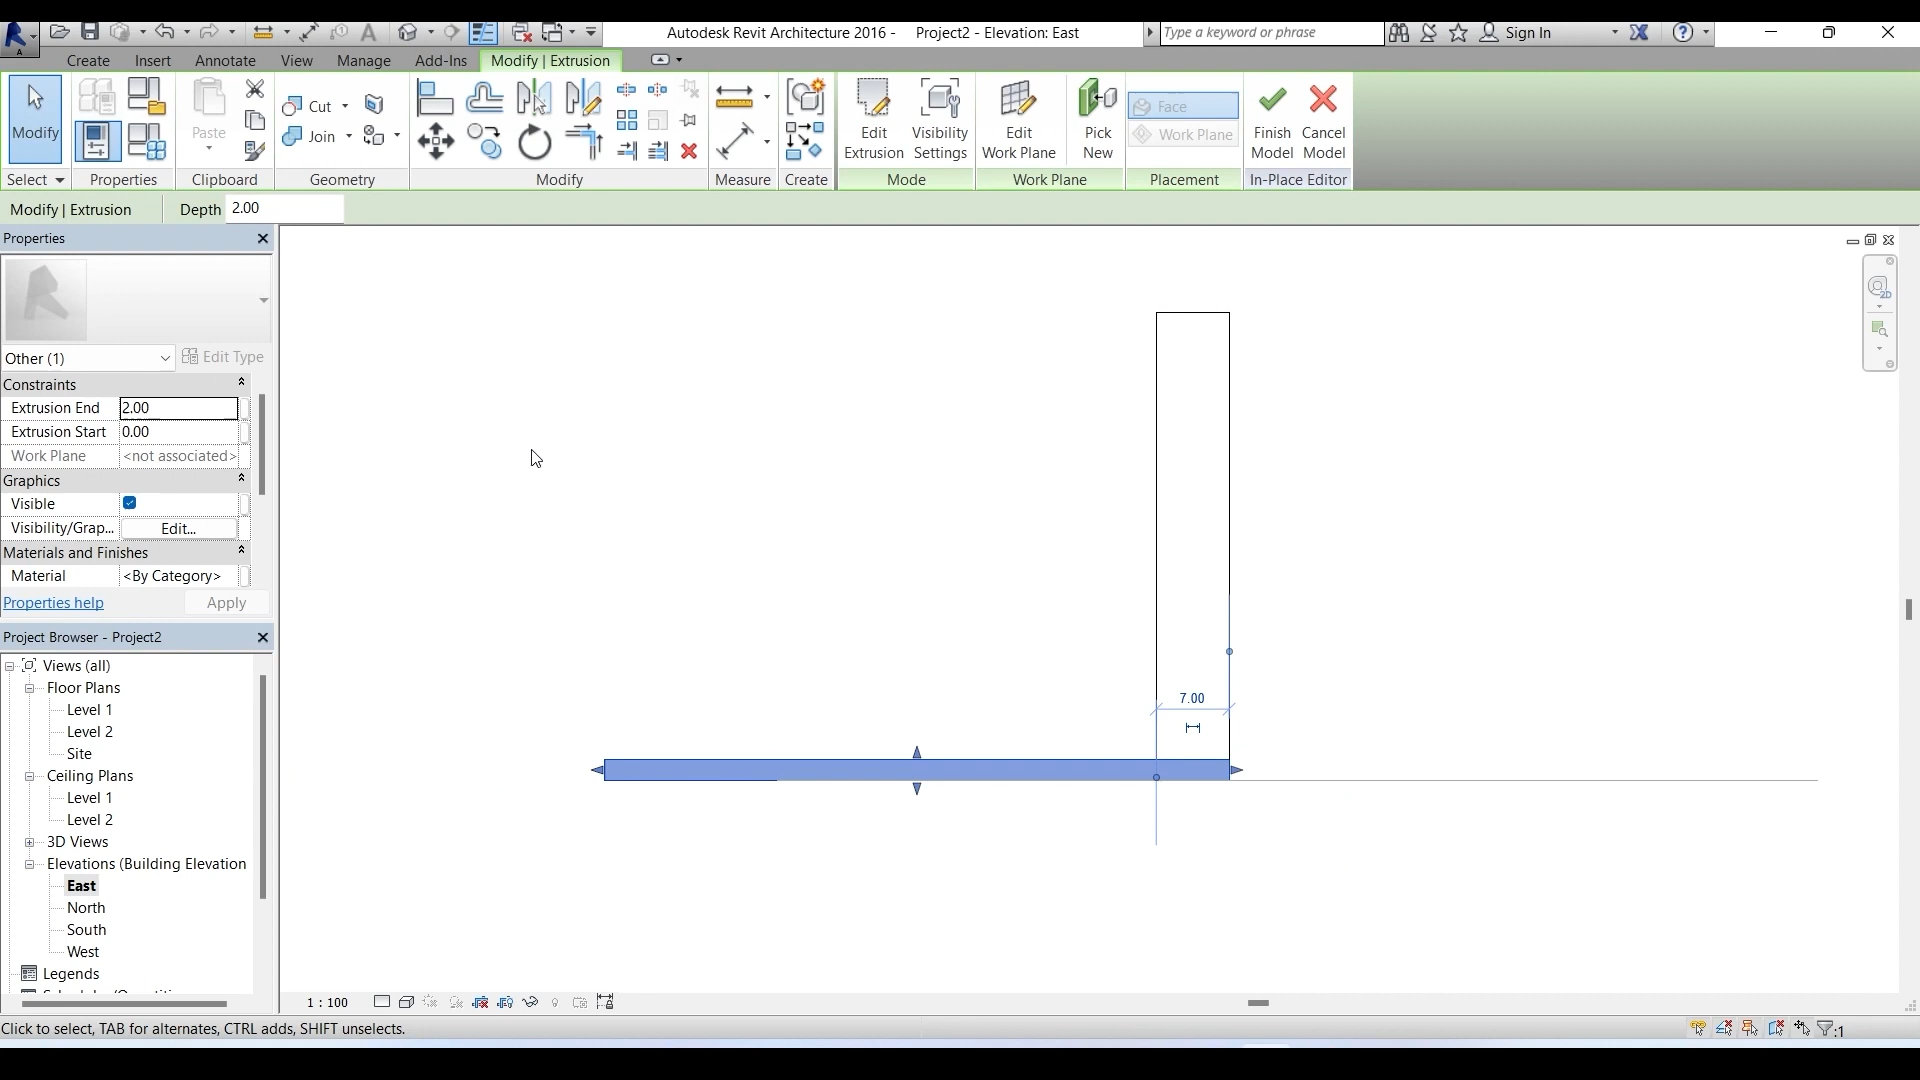 Autodesk Revit Architecture 2016 - Project2 - Elevation: East
Type a keyword or phrase
Sign In
Create Insert Annotate View Manage Add-Ins Modify | Extrusion
Modify
Paste
Cut
Join
Edit Extrusion
Visibility Settings
Edit Work Plane
Pick New
Face
Work Plane
Finish Model
Cancel Model
Select Properties Clipboard Geometry Modify Measure Create Mode Work Plane Placement In-Place Editor
Modify | Extrusion Depth 2.00
Properties
Other (1) Edit Type
Constraints
Extrusion End 2.00
Extrusion Start 0.00
Work Plane <not associated>
Graphics
Visible
Visibility/Grap... Edit...
Materials and Finishes
Material <By Category>
Properties help Apply
Project Browser - Project2
Views (all)
Floor Plans
Level 1
Level 2
Site
Ceiling Plans
Level 1
Level 2
3D Views
Elevations (Building Elevation
East
North
South
West
Legends
7.00
2D
1 : 100
Click to select, TAB for alternates, CTRL adds, SHIFT unselects.
:1